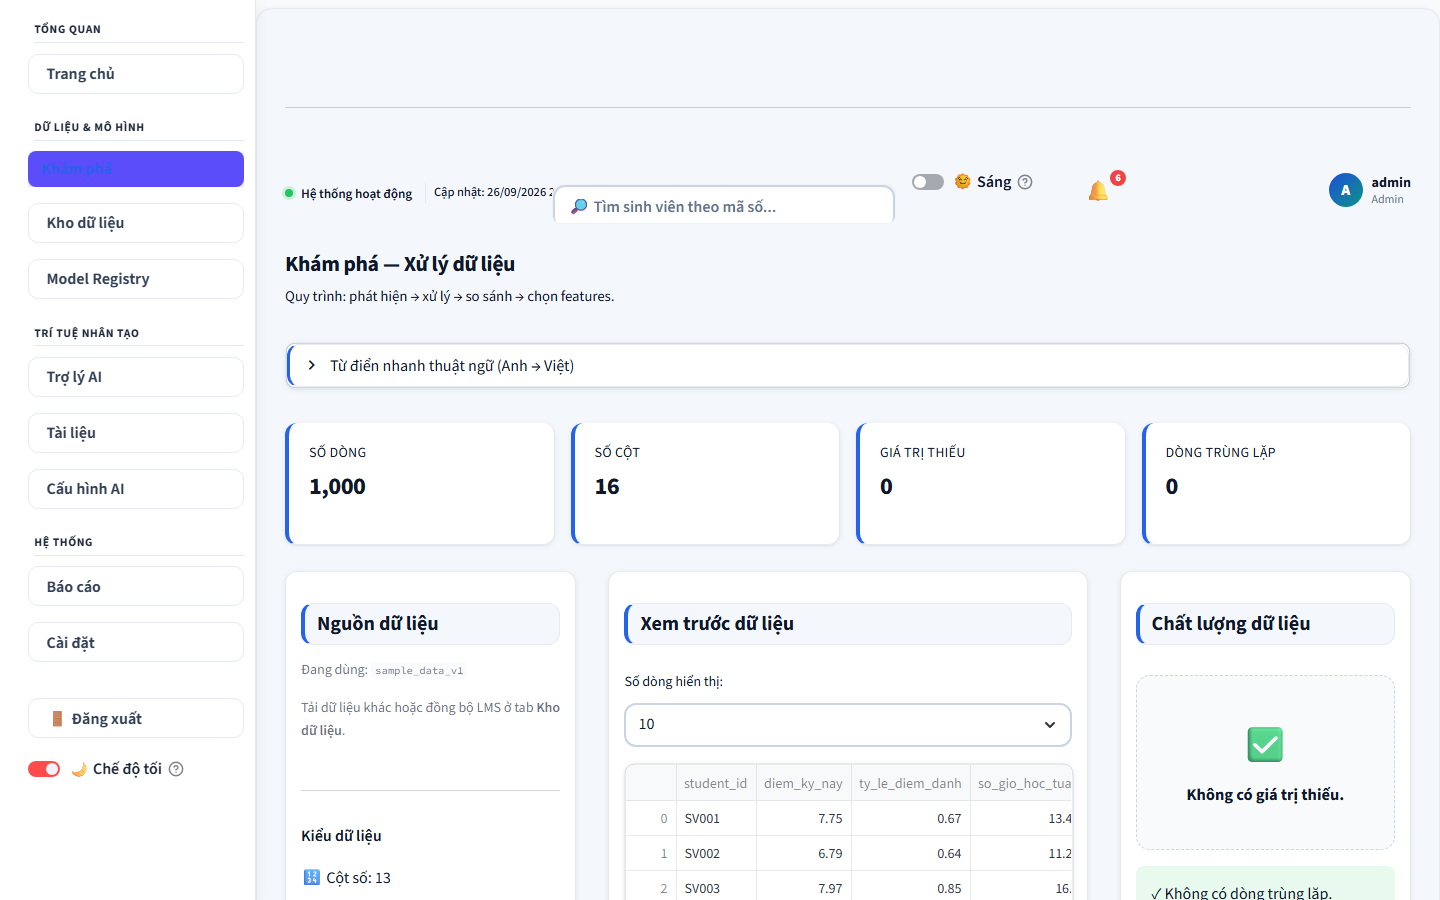 TỔNG QUAN
Trang chủ
DỮ LIỆU & MÔ HÌNH
Khám phá
Kho dữ liệu
Model Registry
TRÍ TUỆ NHÂN TẠO
Trợ lý AI
Tài liệu
Cấu hình AI
HỆ THỐNG
Báo cáo
Cài đặt
Đăng xuất
Chế độ tối
Hệ thống hoạt động
Cập nhật: 26/09/2026
Tìm sinh viên theo mã số...
Sáng
6
A
admin
Admin
Khám phá — Xử lý dữ liệu
Quy trình: phát hiện → xử lý → so sánh → chọn features.
Từ điển nhanh thuật ngữ (Anh → Việt)
SỐ DÒNG
1,000
SỐ CỘT
16
GIÁ TRỊ THIẾU
0
DÒNG TRÙNG LẶP
0
Nguồn dữ liệu
Đang dùng: sample_data_v1
Tải dữ liệu khác hoặc đồng bộ LMS ở tab Kho
dữ liệu.
Kiểu dữ liệu
Cột số: 13
Xem trước dữ liệu
Số dòng hiển thị:
10
student_id diem_ky_nay ty_le_diem_danh so_gio_hoc_tua
0 SV001 7.75 0.67 13.4
1 SV002 6.79 0.64 11.2
2 SV003 7.97 0.85 16.
Chất lượng dữ liệu
Không có giá trị thiếu.
✓ Không có dòng trùng lặp.